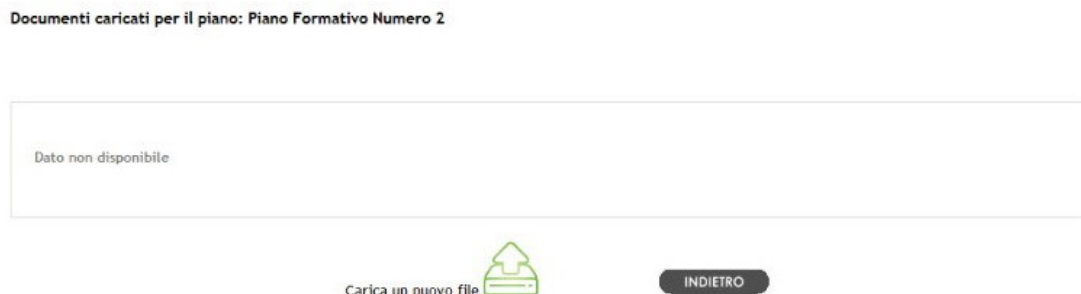 Documenti caricati per il piano: Piano Formativo Numero 2
Dato non disponibile
Carica un nuovo file
INDIETRO